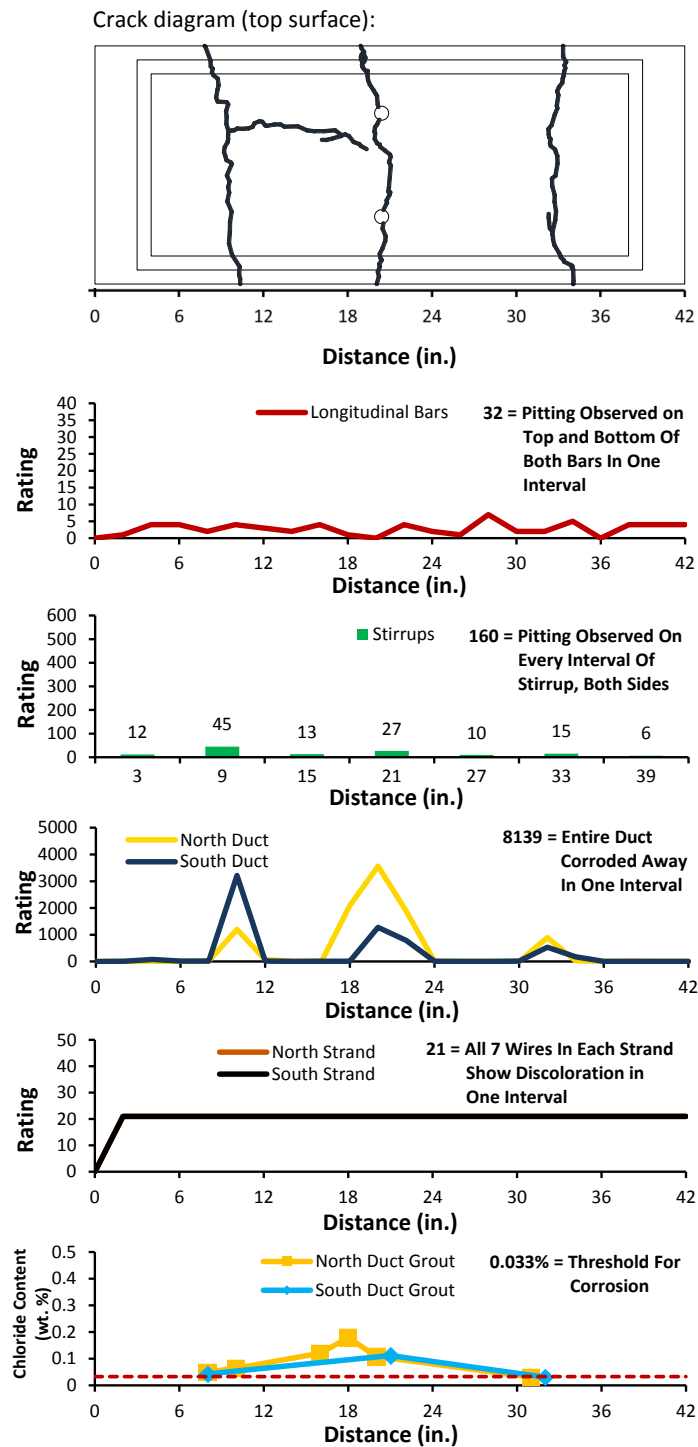 Crack diagram (top surface):
0 6 12 18 24 30 36 42
Distance (in.)
Rating
40
35
30
25
20
15
10
5
0
Longitudinal Bars
32 = Pitting Observed on
Top and Bottom Of
Both Bars In One
Interval
0 6 12 18 24 30 36 42
Distance (in.)
Rating
600
500
400
300
200
100
0
Stirrups
160 = Pitting Observed On
Every Interval Of
Stirrup, Both Sides
12 45 13 27 10 15 6
3 9 15 21 27 33 39
Distance (in.)
Rating
5000
4000
3000
2000
1000
0
North Duct
South Duct
8139 = Entire Duct
Corroded Away
In One Interval
0 6 12 18 24 30 36 42
Distance (in.)
Rating
50
40
30
20
10
0
North Strand
South Strand
21 = All 7 Wires In Each Strand
Show Discoloration in
One Interval
0 6 12 18 24 30 36 42
Distance (in.)
Chloride Content
(wt. %)
0.5
0.4
0.3
0.2
0.1
0
North Duct Grout
South Duct Grout
0.033% = Threshold For
Corrosion
0 6 12 18 24 30 36 42
Distance (in.)